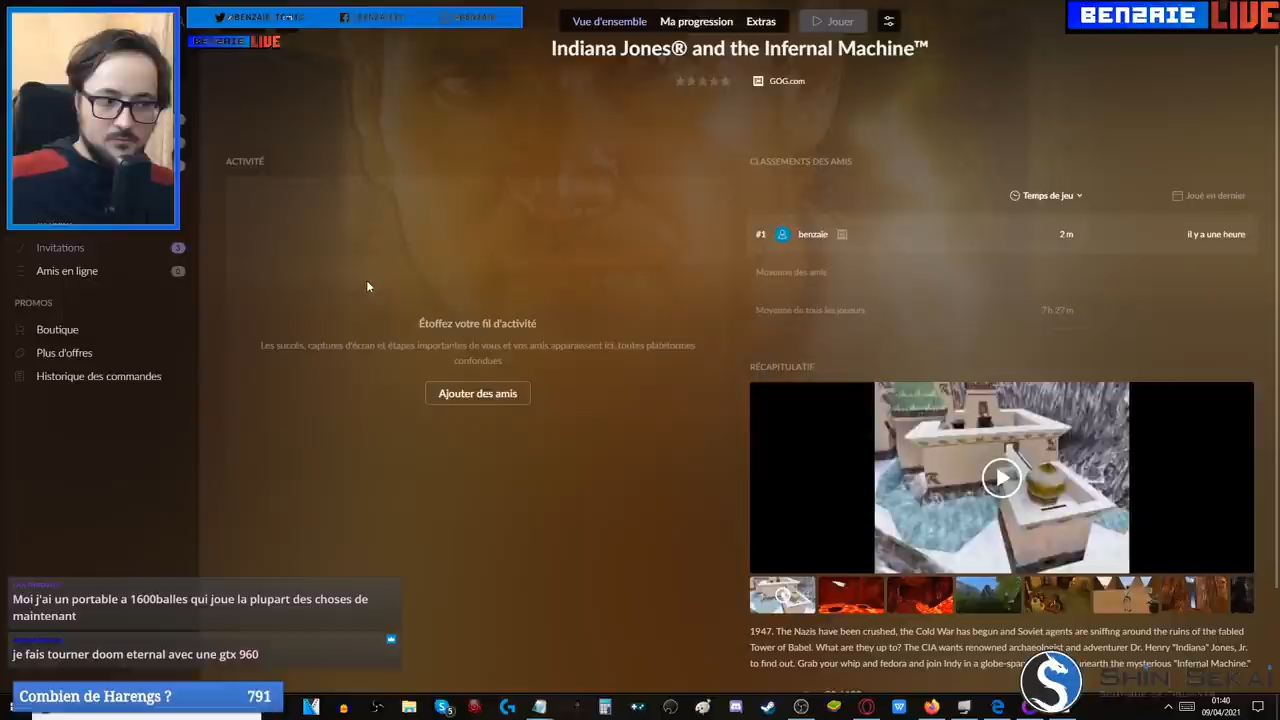 BENZAIE LIVE
BENZAIE LIVE
Vue d'ensemble
Ma progression
Extras
Jouer
Indiana Jones® and the Infernal Machine™
GOG.com
ACTIVITÉ
CLASSEMENTS DES AMIS
Temps de jeu
Joué en dernier
#1 benzaie 2 m il y a une heure
Moyenne des amis
Moyenne de tous les joueurs 7 h 27 m
Invitations 3
Amis en ligne 0
PROMOS
Boutique
Plus d'offres
Historique des commandes
Étoffez votre fil d'activité
Les succès, captures d'écran et étapes importantes de vous et vos amis apparaissent ici, toutes plateformes
confondues
Ajouter des amis
RÉCAPITULATIF
1947. The Nazis have been crushed, the Cold War has begun and Soviet agents are sniffing around the ruins of the fabled
Tower of Babel. What are they up to? The CIA wants renowned archaeologist and adventurer Dr. Henry "Indiana" Jones, Jr.
to find out. Grab your whip and fedora and join Indy in a globe-spa unearth the mysterious "Infernal Machine."
Moi j'ai un portable a 1600balles qui joue la plupart des choses de
maintenant
je fais tourner doom eternal avec une gtx 960
Combien de Harengs ? 791
SHIN SEKAI
01:40
09/04/2021